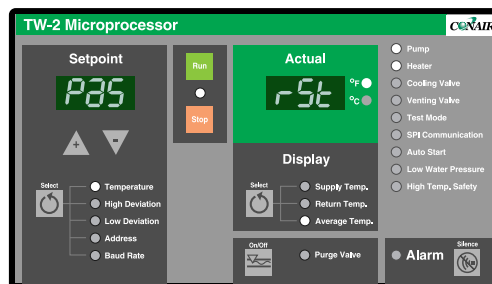 TW-2 Microprocessor
CONAIR
Setpoint
PAS
+
-
Select
Temperature
High Deviation
Low Deviation
Address
Baud Rate
Run
Stop
Actual
rSt
°F
°C
Display
Select
Supply Temp.
Return Temp.
Average Temp.
On/Off
Purge Valve
Pump
Heater
Cooling Valve
Venting Valve
Test Mode
SPI Communication
Auto Start
Low Water Pressure
High Temp. Safety
Alarm
Silence